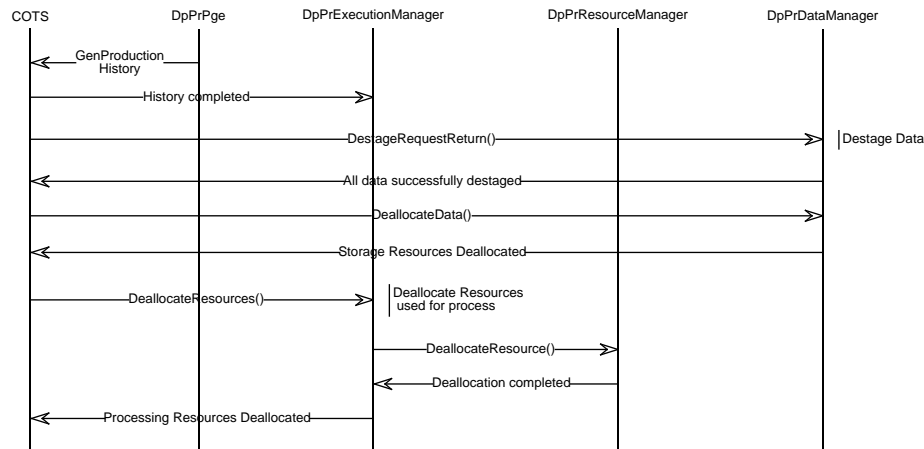 COTS DpPrPge DpPrExecutionManager DpPrResourceManager DpPrDataManager
GenProduction
History
History completed
DestageRequestReturn() Destage Data
All data successfully destaged
DeallocateData()
Storage Resources Deallocated
DeallocateResources() Deallocate Resources
used for process
DeallocateResource()
Deallocation completed
Processing Resources Deallocated